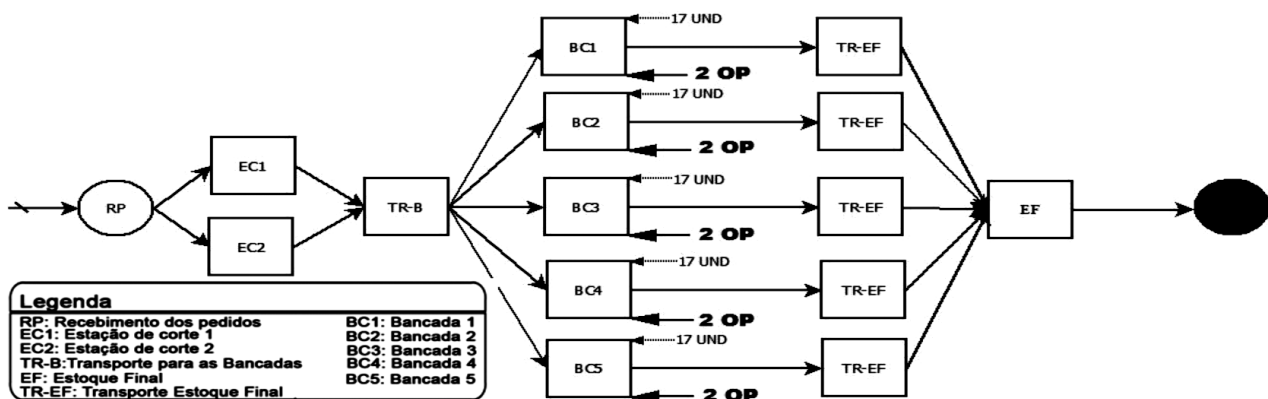 17 UND
BC1
TR-EF
2 OP
17 UND
BC2
TR-EF
2 OP
EC1
17 UND
RP
TR-B
BC3
TR-EF
EF
2 OP
EC2
17 UND
BC4
TR-EF
2 OP
17 UND
BC5
TR-EF
2 OP
Legenda
RP: Recebimento dos pedidos
EC1: Estação de corte 1
EC2: Estação de corte 2
TR-B:Transporte para as Bancadas
EF: Estoque Final
TR-EF: Transporte Estoque Final
BC1: Bancada 1
BC2: Bancada 2
BC3: Bancada 3
BC4: Bancada 4
BC5: Bancada 5